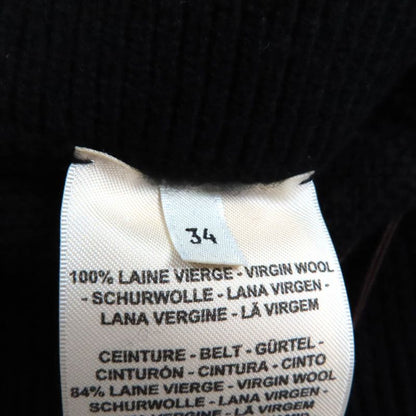 34
100% LAINE VIERGE - VIRGIN WOOL
- SCHURWOLLE - LANA VIRGEN -
LANA VERGINE - LÃ VIRGEM
CEINTURE - BELT - GÜRTEL -
CINTURÓN - CINTURA - CINTO
84% LAINE VIERGE - VIRGIN WOOL
- SCHURWOLLE - LANA VIRGEN -